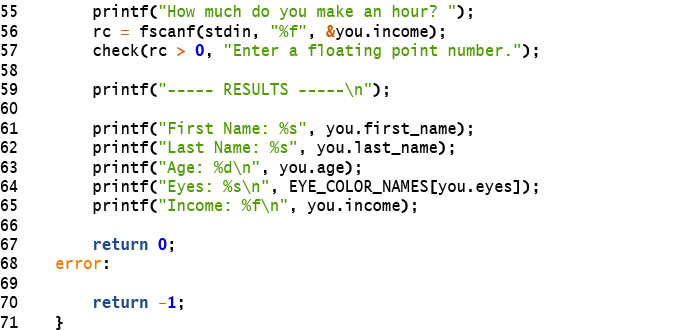 55        printf("How much do you make an hour? ");
56        rc = fscanf(stdin, "%f", &you.income);
57        check(rc > 0, "Enter a floating point number.");
58
59        printf("----- RESULTS -----\n");
60
61        printf("First Name: %s", you.first_name);
62        printf("Last Name: %s", you.last_name);
63        printf("Age: %d\n", you.age);
64        printf("Eyes: %s\n", EYE_COLOR_NAMES[you.eyes]);
65        printf("Income: %f\n", you.income);
66
67        return 0;
68    error:
69
70        return -1;
71    }